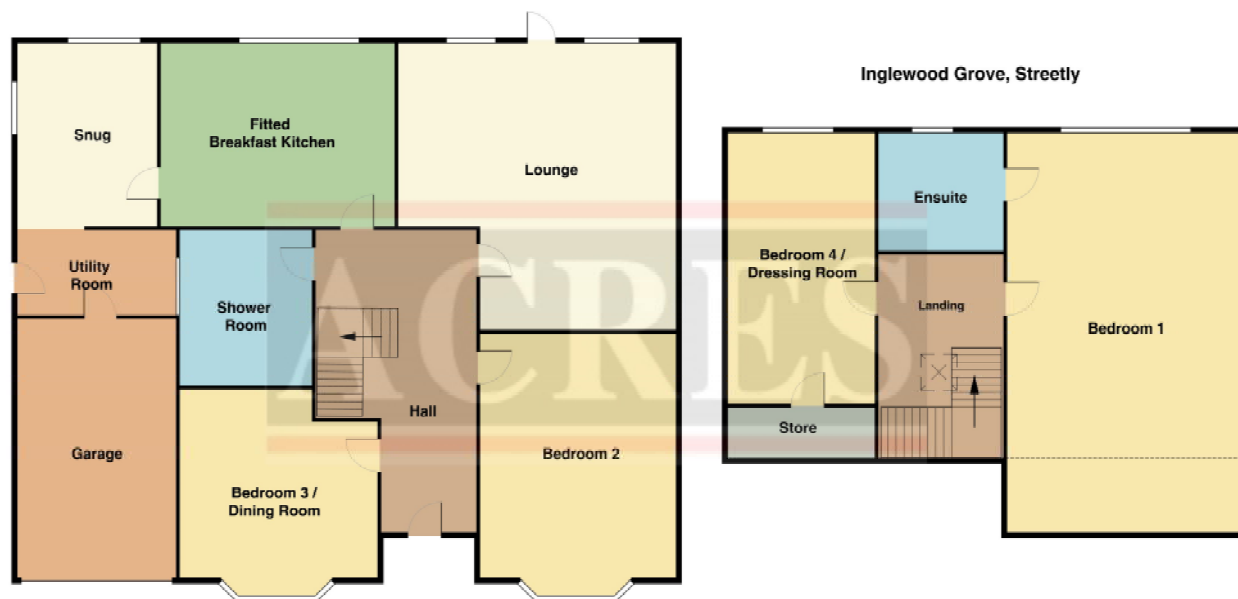 Inglewood Grove, Streetly
Snug
Fitted
Breakfast Kitchen
Lounge
Utility
Room
Shower
Room
Garage
Hall
Bedroom 3 /
Dining Room
Bedroom 2
ACRES
Bedroom 4 /
Dressing Room
Ensuite
Landing
Bedroom 1
Store